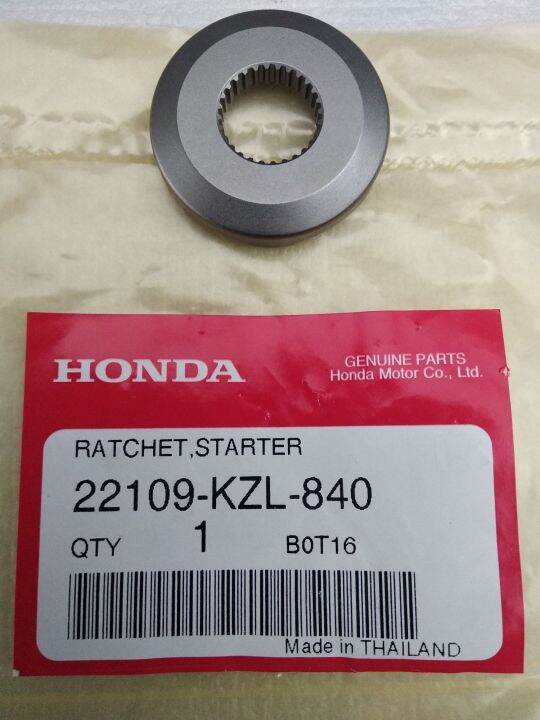 HONDA
GENUINE PARTS
Honda Motor Co., Ltd.
RATCHET,STARTER
22109-KZL-840
QTY 1 B0T16
Made in THAILAND